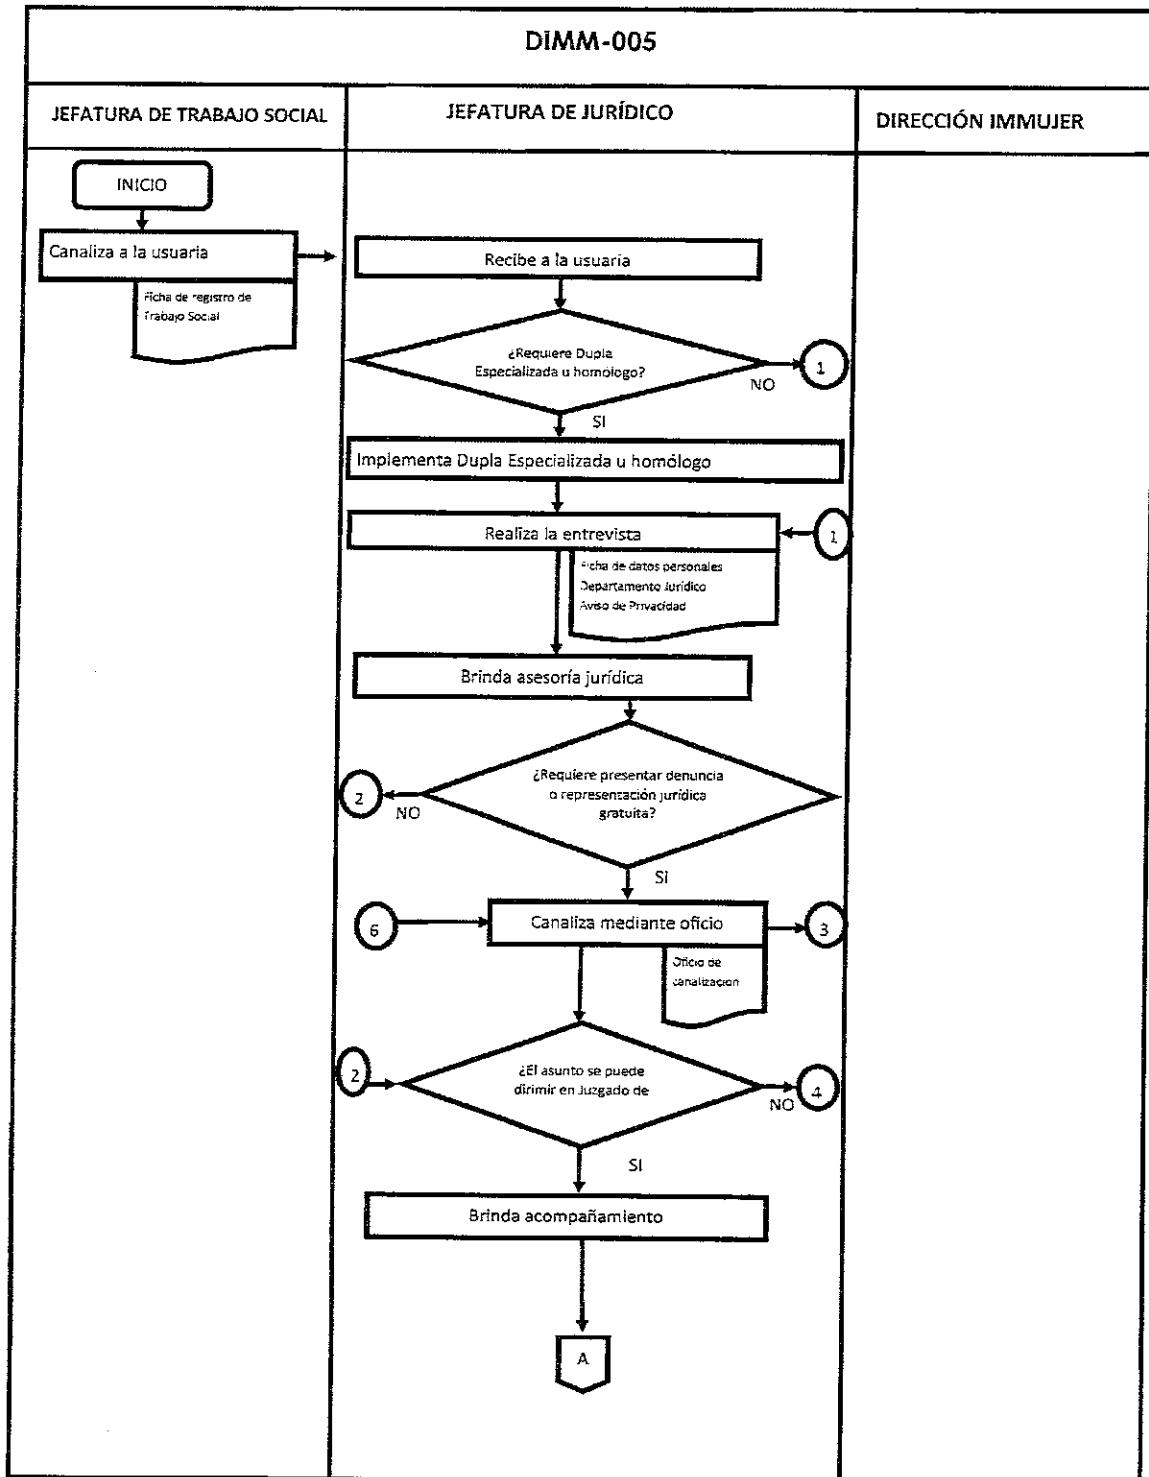 DIMM-005
JEFATURA DE TRABAJO SOCIAL
JEFATURA DE JURÍDICO
DIRECCIÓN IMMUJER
INICIO
Canaliza a la usuaria
Ficha de registro de
Trabajo Social
Recibe a la usuaria
¿Requiere Dupla
Especializada u homólogo?
NO
1
SI
Implementa Dupla Especializada u homólogo
Realiza la entrevista
1
Ficha de datos personales
Departamento Jurídico
Aviso de Privacidad
Brinda asesoría jurídica
¿Requiere presentar denuncia
o representación jurídica
gratuita?
2
NO
SI
6
Canaliza mediante oficio
3
Oficio de
canalización
2
¿El asunto se puede
dirimir en Juzgado de
NO
4
SI
Brinda acompañamiento
A